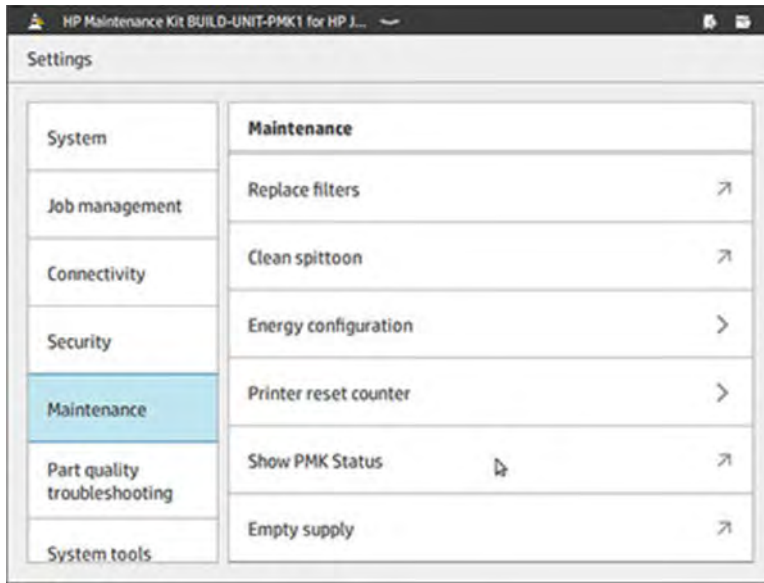 HP Maintenance Kit BUILD-UNIT-PMK1 for HP J...
Settings
System
Job management
Connectivity
Security
Maintenance
Part quality
troubleshooting
System tools
Maintenance
Replace filters
Clean spittoon
Energy configuration
Printer reset counter
Show PMK Status
Empty supply